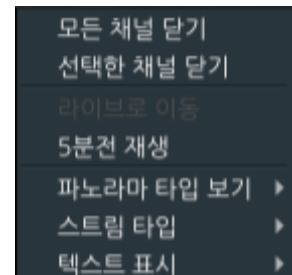 모든 채널 닫기
선택한 채널 닫기
라이브로 이동
5분전 재생
파노라마 타입 보기
스트림 타입
텍스트 표시